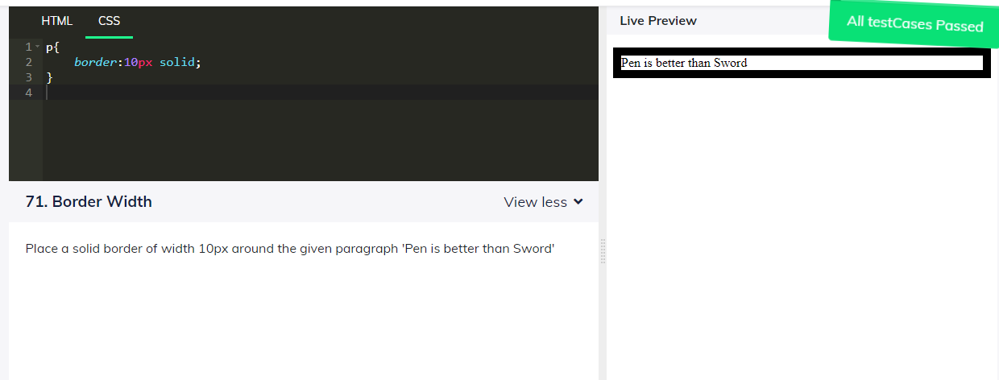 HTML CSS
1 p{
2 border:10px solid;
3 }
4
71. Border Width
View less
Place a solid border of width 10px around the given paragraph 'Pen is better than Sword'
Live Preview
All testCases Passed
Pen is better than Sword